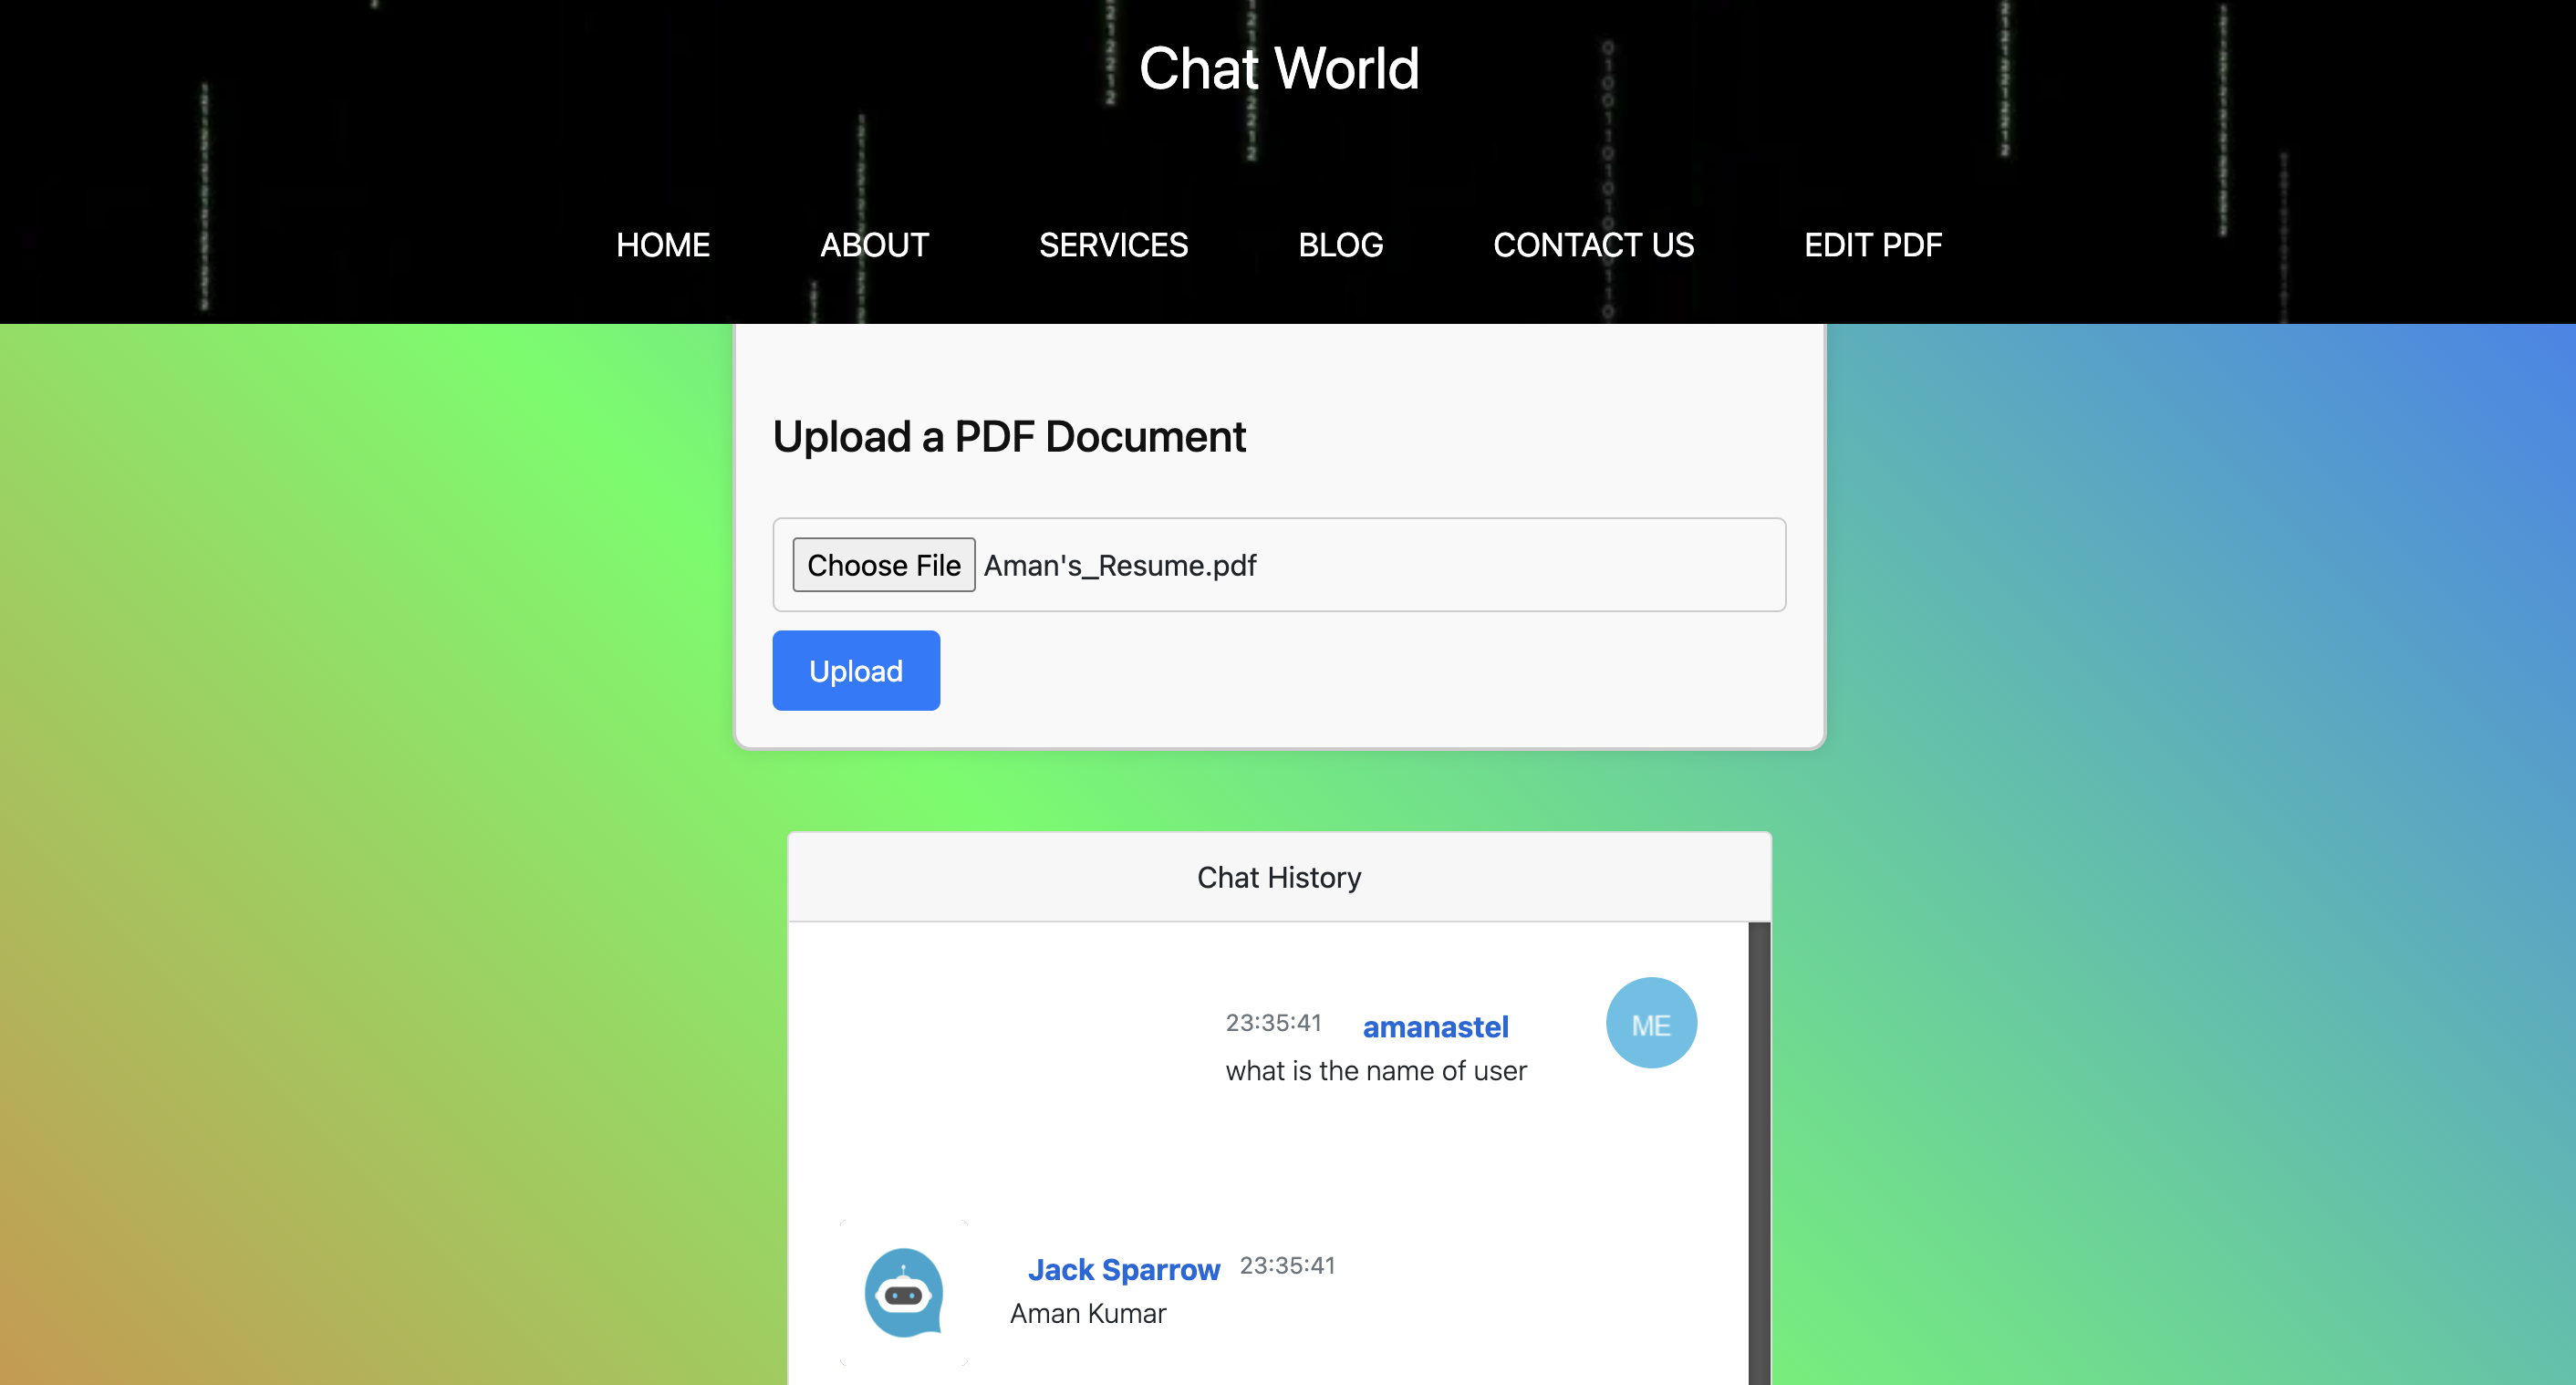 Chat World
HOME ABOUT SERVICES BLOG CONTACT US EDIT PDF
Upload a PDF Document
Choose File Aman's_Resume.pdf
Upload
Chat History
23:35:41 amanastel
ME
what is the name of user
Jack Sparrow 23:35:41
Aman Kumar